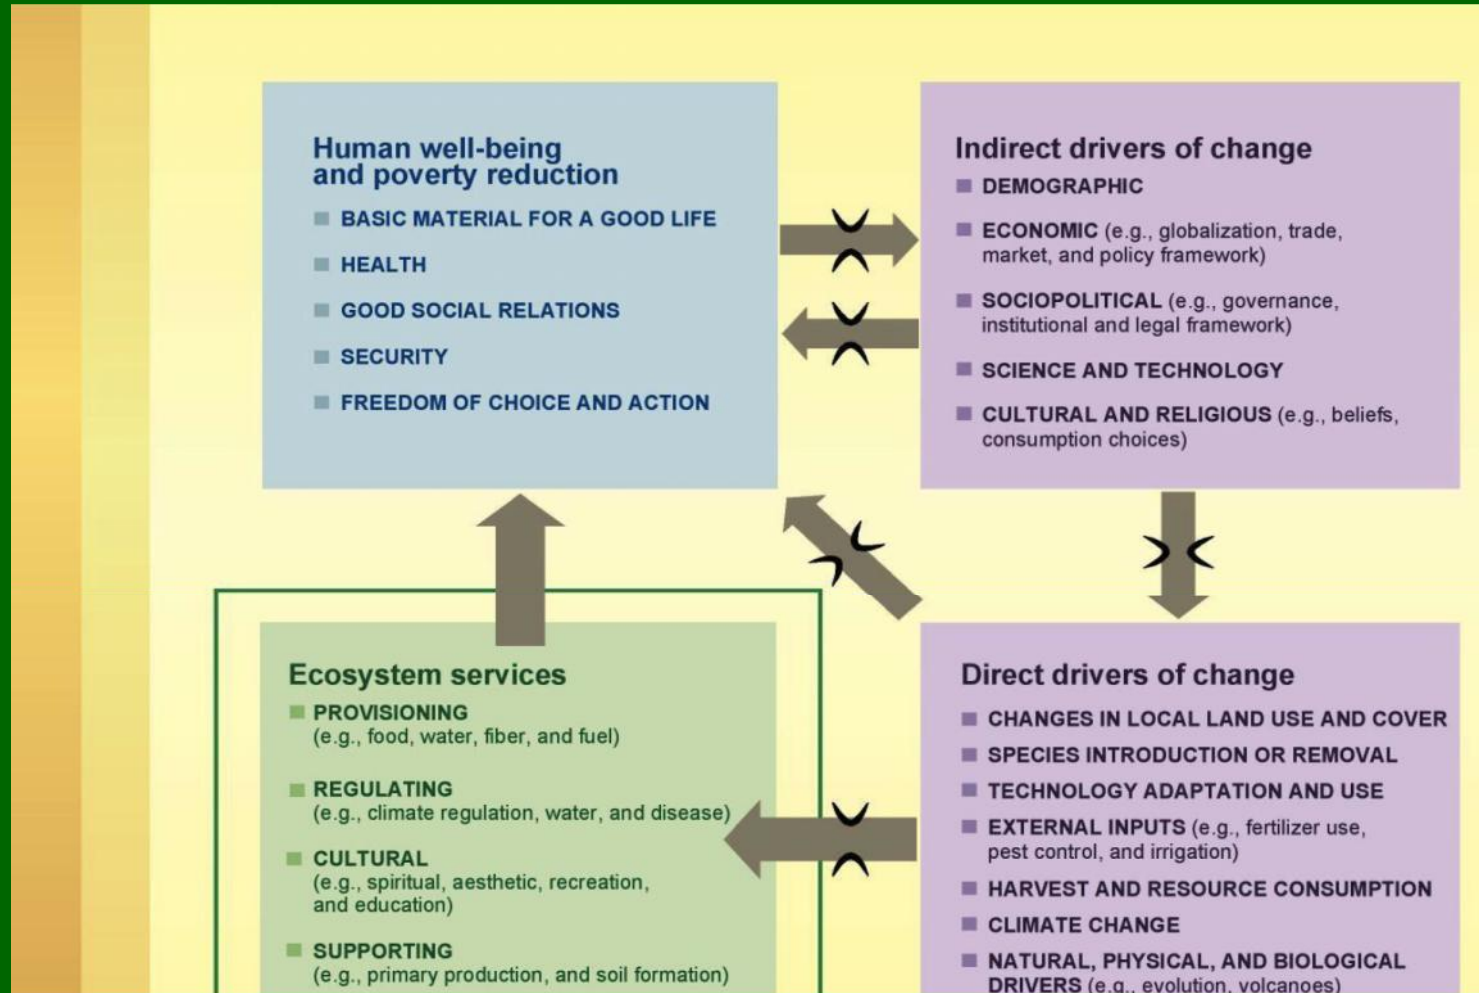 Human well-being
and poverty reduction
BASIC MATERIAL FOR A GOOD LIFE
HEALTH
GOOD SOCIAL RELATIONS
SECURITY
FREEDOM OF CHOICE AND ACTION
Indirect drivers of change
DEMOGRAPHIC
ECONOMIC (e.g., globalization, trade,
market, and policy framework)
SOCIOPOLITICAL (e.g., governance,
institutional and legal framework)
SCIENCE AND TECHNOLOGY
CULTURAL AND RELIGIOUS (e.g., beliefs,
consumption choices)
Ecosystem services
PROVISIONING
(e.g., food, water, fiber, and fuel)
REGULATING
(e.g., climate regulation, water, and disease)
CULTURAL
(e.g., spiritual, aesthetic, recreation,
and education)
SUPPORTING
(e.g., primary production, and soil formation)
Direct drivers of change
CHANGES IN LOCAL LAND USE AND COVER
SPECIES INTRODUCTION OR REMOVAL
TECHNOLOGY ADAPTATION AND USE
EXTERNAL INPUTS (e.g., fertilizer use,
pest control, and irrigation)
HARVEST AND RESOURCE CONSUMPTION
CLIMATE CHANGE
NATURAL, PHYSICAL, AND BIOLOGICAL
DRIVERS (e.g., evolution, volcanoes)